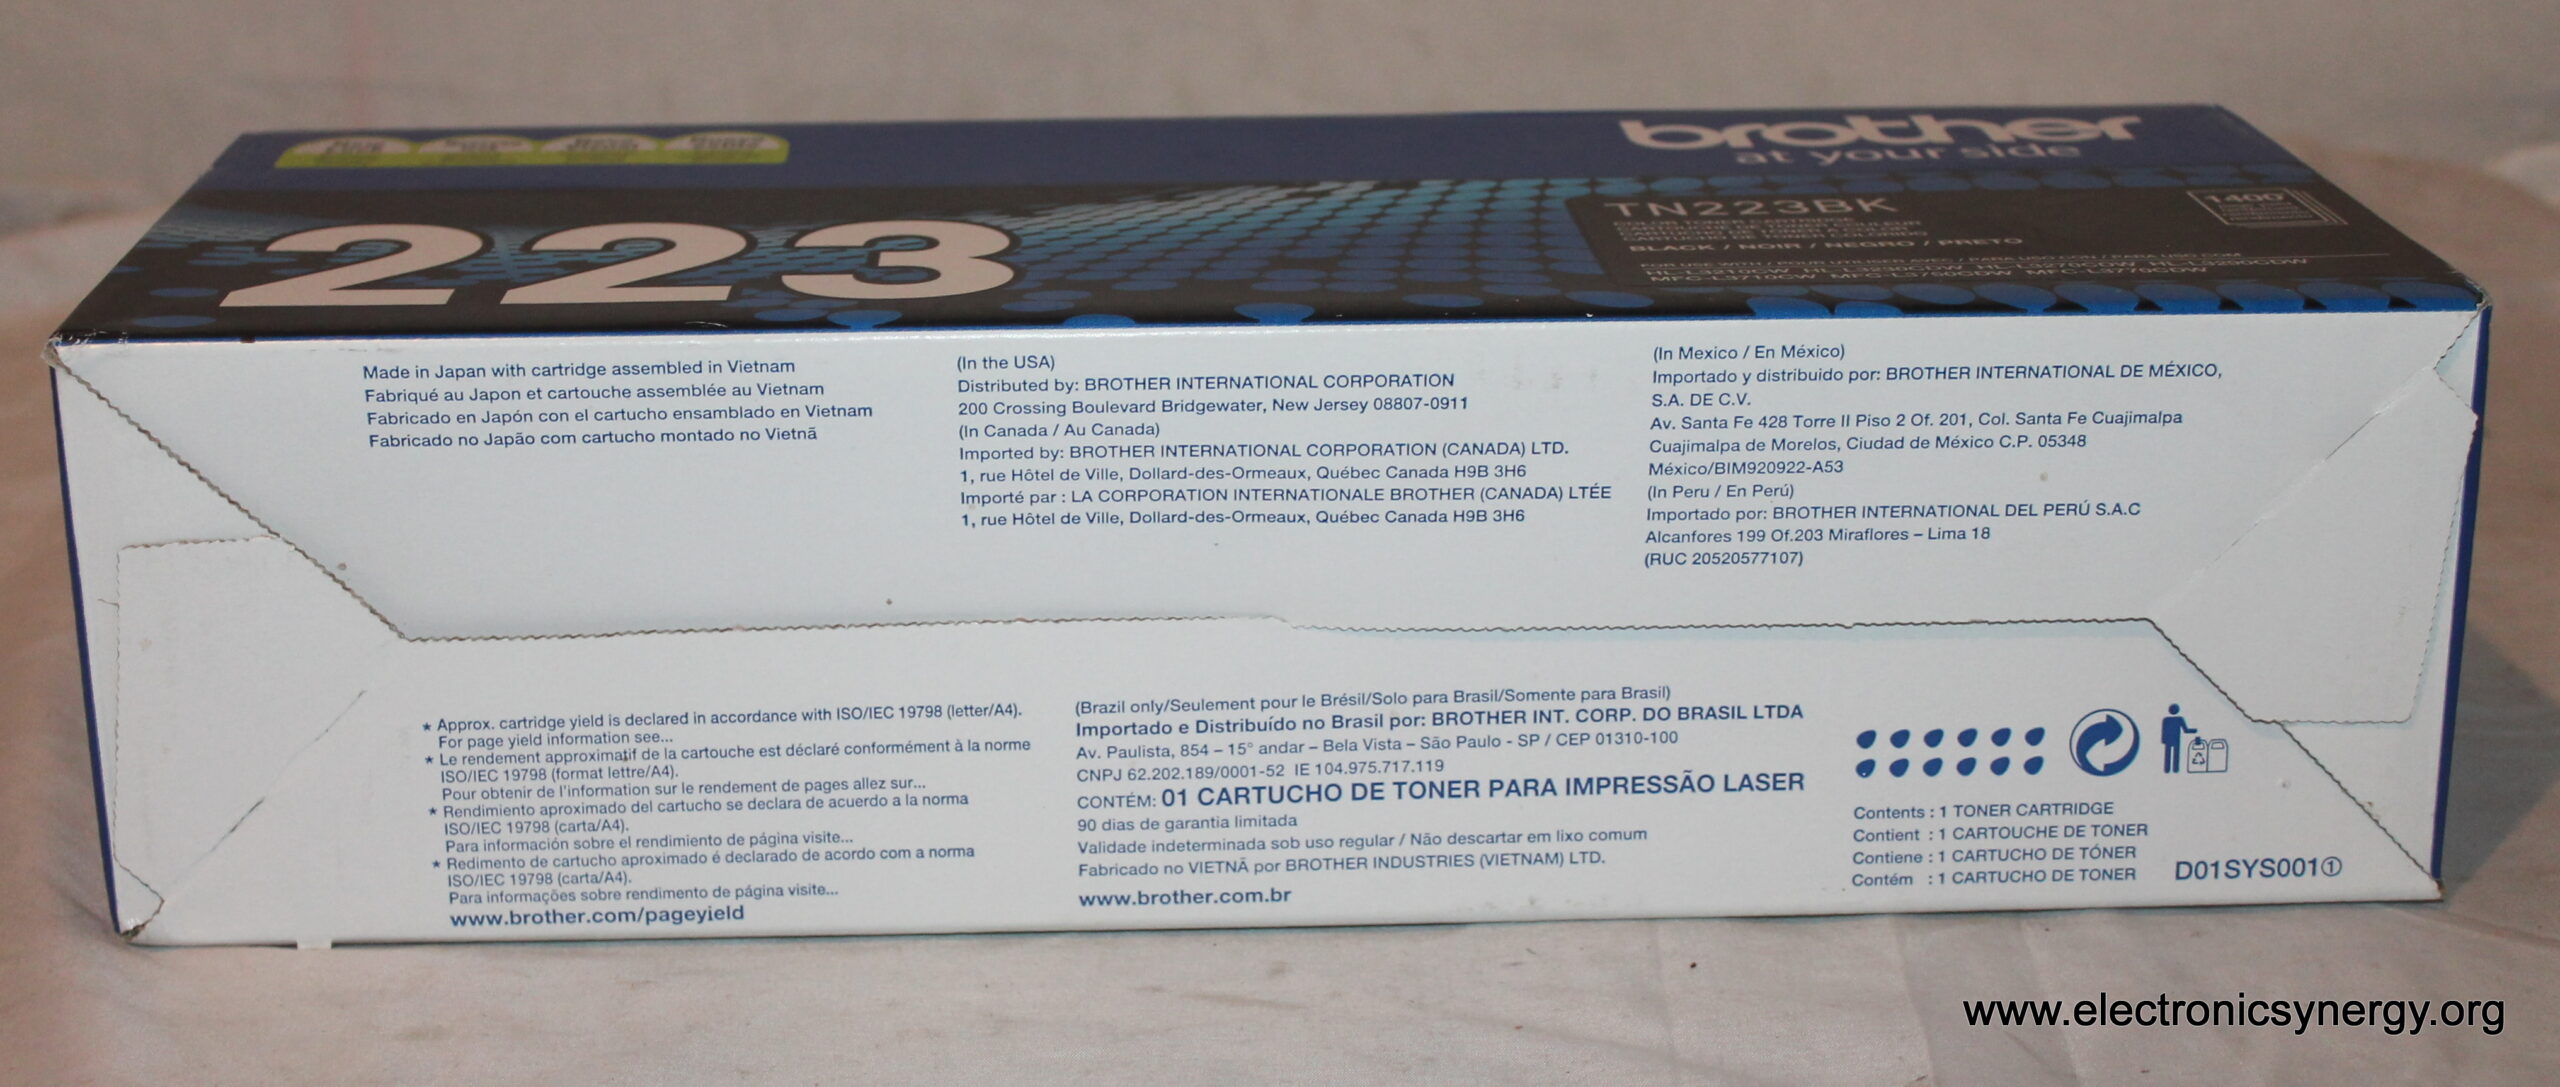 brother
at your side
223
TN223BK
BLACK / NOIR / NEGRO / PRETO
1400*
HL-L3210CW HL-L3230CDW HL-L3270CDW HL-L3290CDW
MFC-L3710CW MFC-L3750CDW MFC-L3770CDW
Made in Japan with cartridge assembled in Vietnam
Fabriqué au Japon et cartouche assemblée au Vietnam
Fabricado en Japón con el cartucho ensamblado en Vietnam
Fabricado no Japão com cartucho montado no Vietnã
(In the USA)
Distributed by: BROTHER INTERNATIONAL CORPORATION
200 Crossing Boulevard Bridgewater, New Jersey 08807-0911
(In Canada / Au Canada)
Imported by: BROTHER INTERNATIONAL CORPORATION (CANADA) LTD.
1, rue Hôtel de Ville, Dollard-des-Ormeaux, Québec Canada H9B 3H6
Importé par : LA CORPORATION INTERNATIONALE BROTHER (CANADA) LTÉE
1, rue Hôtel de Ville, Dollard-des-Ormeaux, Québec Canada H9B 3H6
(In Mexico / En México)
Importado y distribuido por: BROTHER INTERNATIONAL DE MÉXICO,
S.A. DE C.V.
Av. Santa Fe 428 Torre II Piso 2 Of. 201, Col. Santa Fe Cuajimalpa
Cuajimalpa de Morelos, Ciudad de México C.P. 05348
México/BIM920922-A53
(In Peru / En Perú)
Importado por: BROTHER INTERNATIONAL DEL PERÚ S.A.C
Alcanfores 199 Of.203 Miraflores – Lima 18
(RUC 20520577107)
★ Approx. cartridge yield is declared in accordance with ISO/IEC 19798 (letter/A4).
For page yield information see...
★ Le rendement approximatif de la cartouche est déclaré conformément à la norme
ISO/IEC 19798 (format lettre/A4).
Pour obtenir de l'information sur le rendement de pages allez sur...
★ Rendimiento aproximado del cartucho se declara de acuerdo a la norma
ISO/IEC 19798 (carta/A4).
Para información sobre el rendimiento de página visite...
★ Redimento de cartucho aproximado é declarado de acordo com a norma
ISO/IEC 19798 (carta/A4).
Para informações sobre rendimento de página visite...
www.brother.com/pageyield
(Brazil only/Seulement pour le Brésil/Solo para Brasil/Somente para Brasil)
Importado e Distribuído no Brasil por: BROTHER INT. CORP. DO BRASIL LTDA
Av. Paulista, 854 – 15° andar – Bela Vista – São Paulo - SP / CEP 01310-100
CNPJ 62.202.189/0001-52 IE 104.975.717.119
CONTÉM: 01 CARTUCHO DE TONER PARA IMPRESSÃO LASER
90 dias de garantia limitada
Validade indeterminada sob uso regular / Não descartar em lixo comum
Fabricado no VIETNÃ por BROTHER INDUSTRIES (VIETNAM) LTD.
www.brother.com.br
Contents : 1 TONER CARTRIDGE
Contient : 1 CARTOUCHE DE TONER
Contiene : 1 CARTUCHO DE TÓNER
Contém : 1 CARTUCHO DE TONER
D01SYS001①
www.electronicsynergy.org